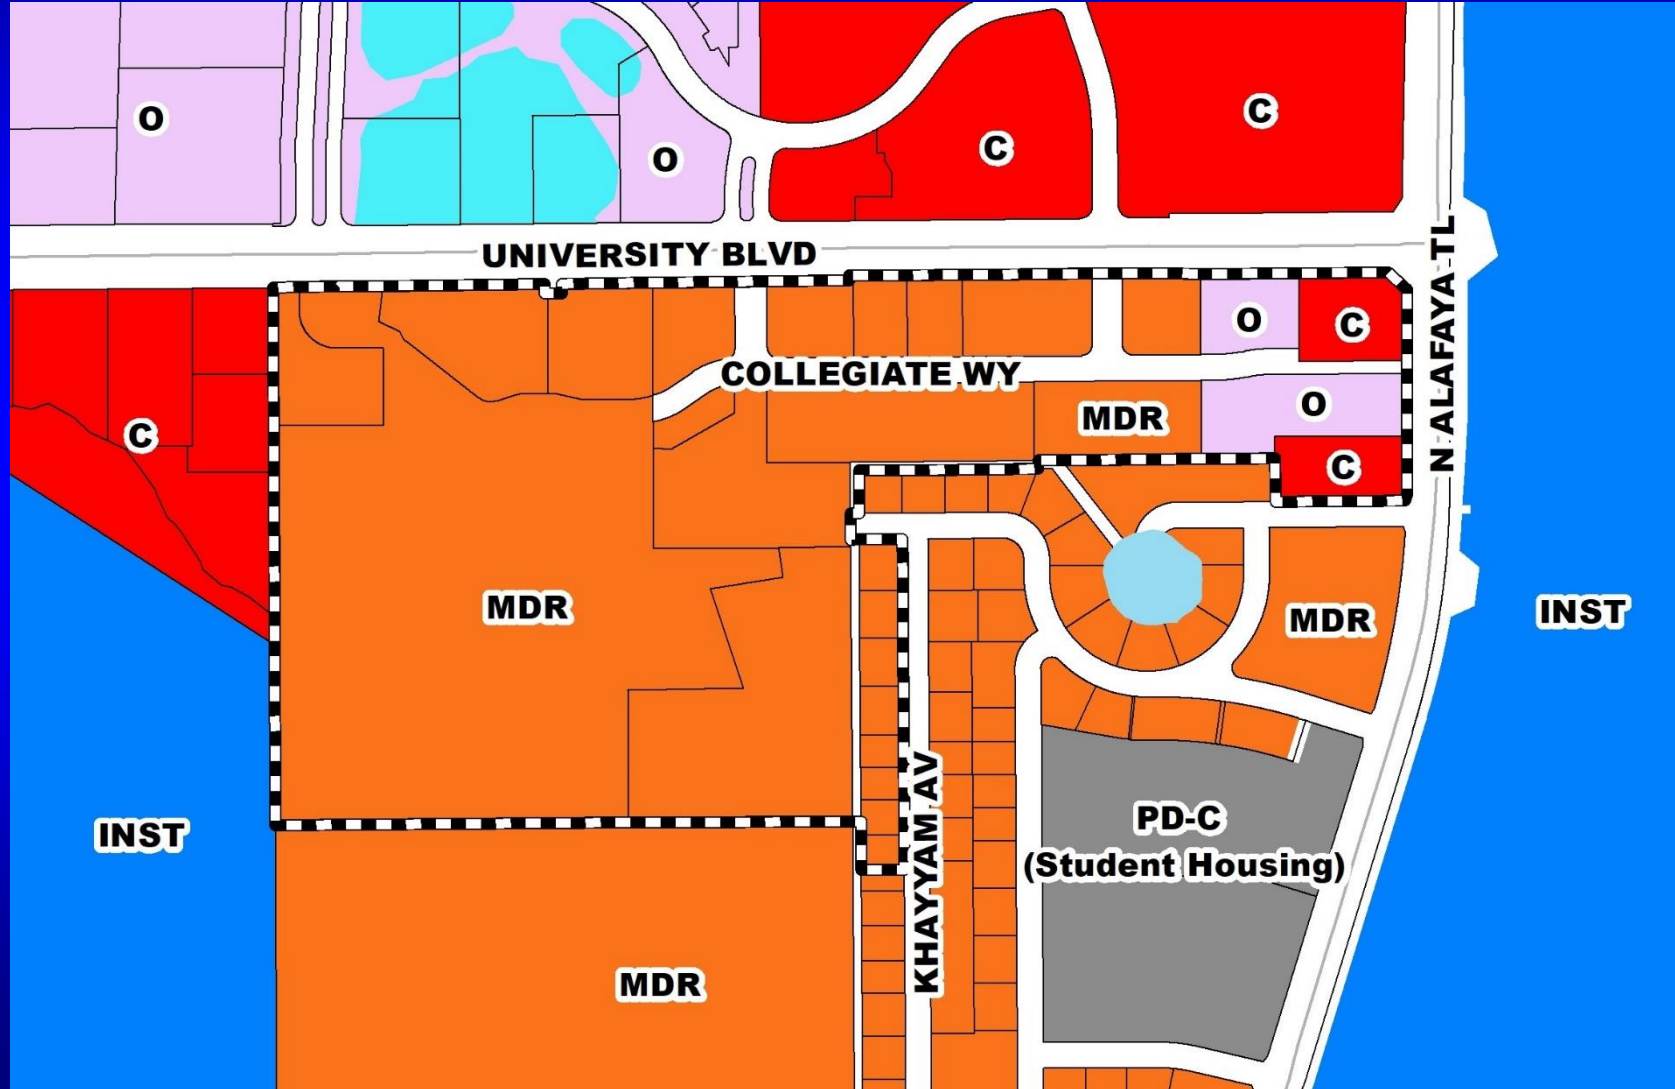 C
O
C
O
UNIVERSITY BLVD
N ALAFAYA TL
O
C
COLLEGIATE WY
O
MDR
C
C
MDR
INST
MDR
KHAYYAM AV
PD-C
INST
(Student Housing)
MDR